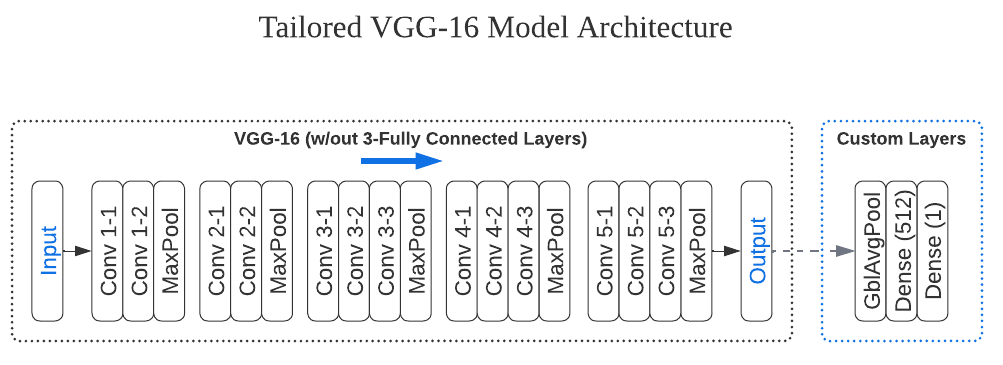 Tailored VGG-16 Model Architecture
VGG-16 (w/out 3-Fully Connected Layers)
Custom Layers
Input
Conv 1-1
Conv 1-2
MaxPool
Conv 2-1
Conv 2-2
MaxPool
Conv 3-1
Conv 3-2
Conv 3-3
MaxPool
Conv 4-1
Conv 4-2
Conv 4-3
MaxPool
Conv 5-1
Conv 5-2
Conv 5-3
MaxPool
Output
GblAvgPool
Dense (512)
Dense (1)